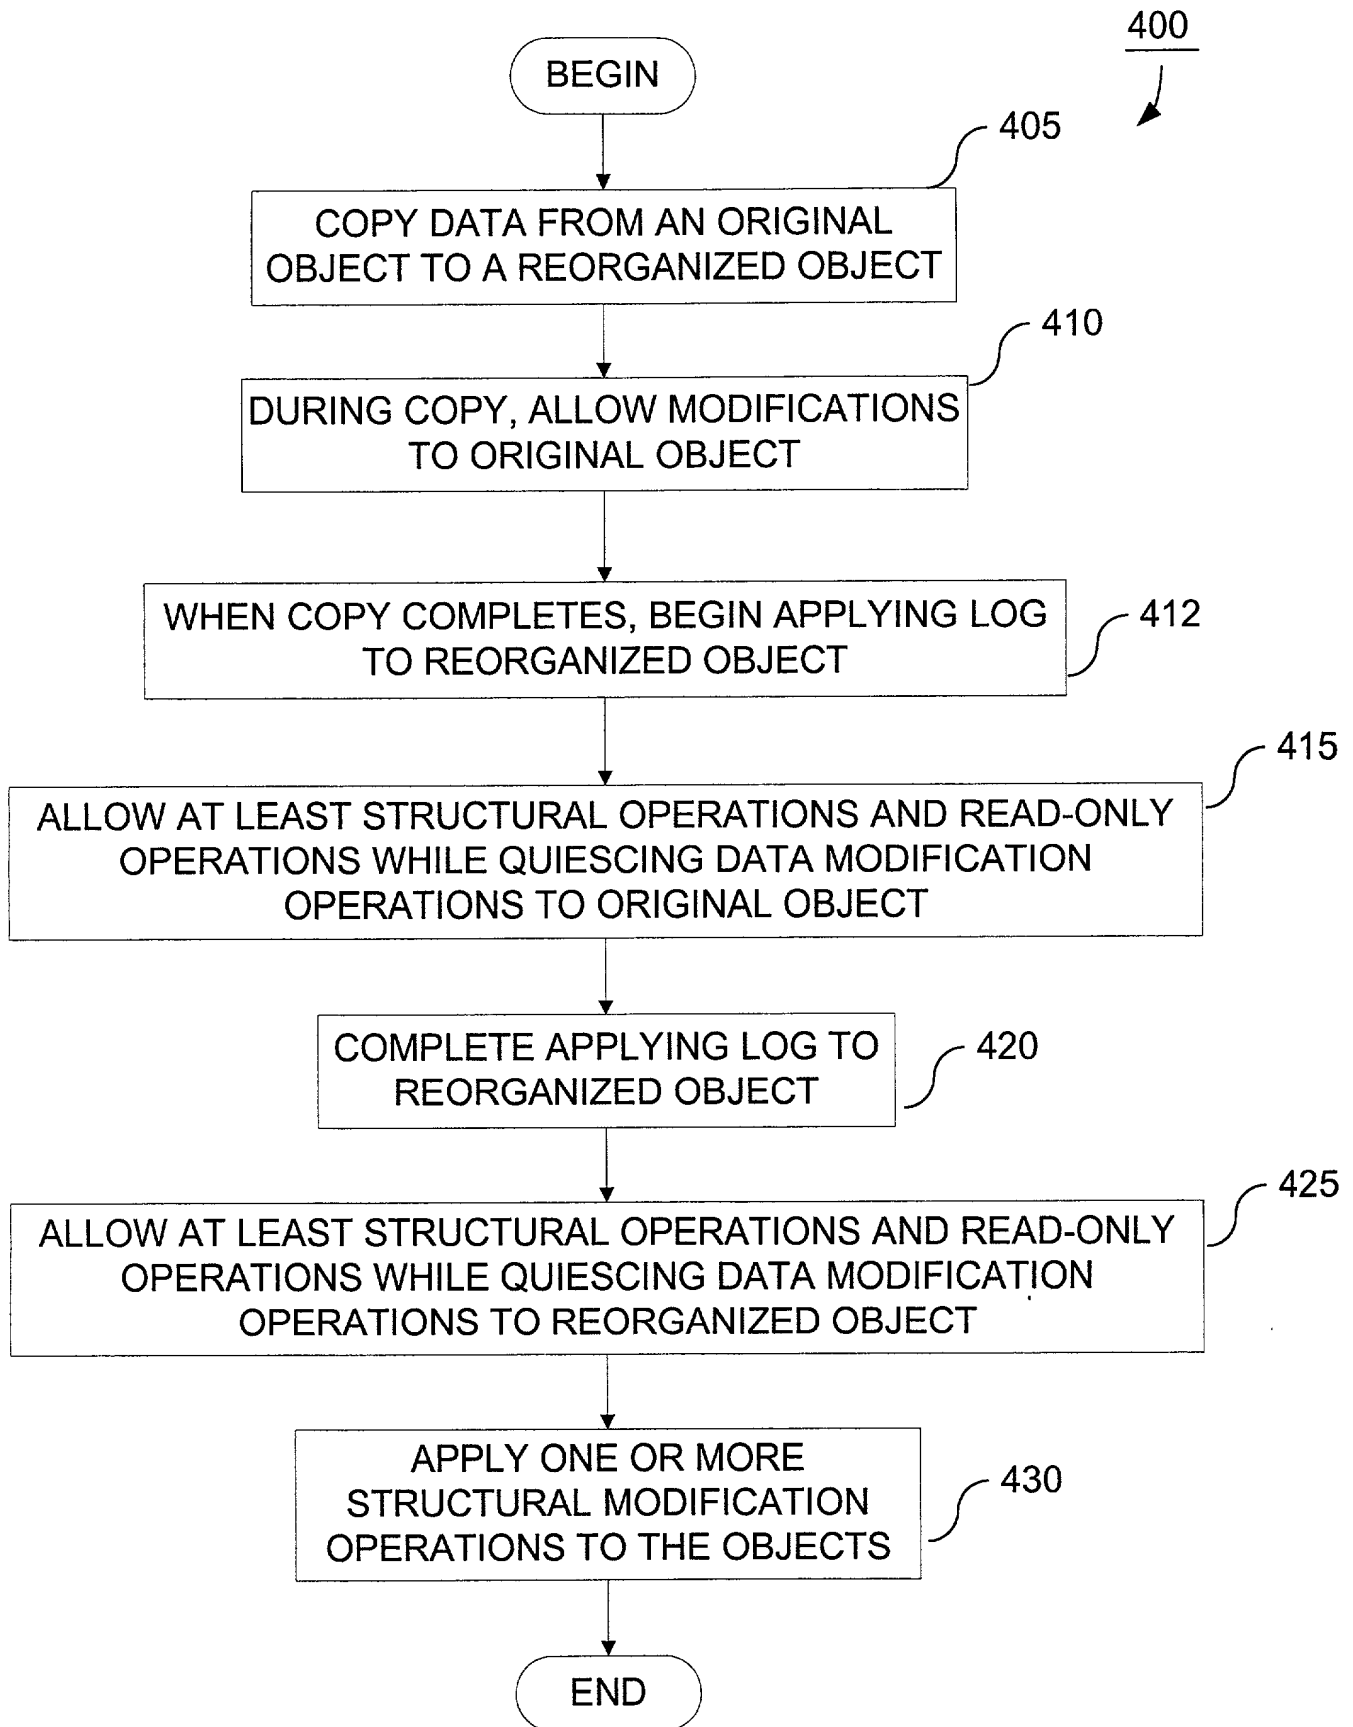 400
BEGIN
405
COPY DATA FROM AN ORIGINAL
OBJECT TO A REORGANIZED OBJECT
410
DURING COPY, ALLOW MODIFICATIONS
TO ORIGINAL OBJECT
WHEN COPY COMPLETES, BEGIN APPLYING LOG
TO REORGANIZED OBJECT
412
415
ALLOW AT LEAST STRUCTURAL OPERATIONS AND READ-ONLY
OPERATIONS WHILE QUIESCING DATA MODIFICATION
OPERATIONS TO ORIGINAL OBJECT
COMPLETE APPLYING LOG TO
REORGANIZED OBJECT
420
425
ALLOW AT LEAST STRUCTURAL OPERATIONS AND READ-ONLY
OPERATIONS WHILE QUIESCING DATA MODIFICATION
OPERATIONS TO REORGANIZED OBJECT
APPLY ONE OR MORE
STRUCTURAL MODIFICATION
OPERATIONS TO THE OBJECTS
430
END